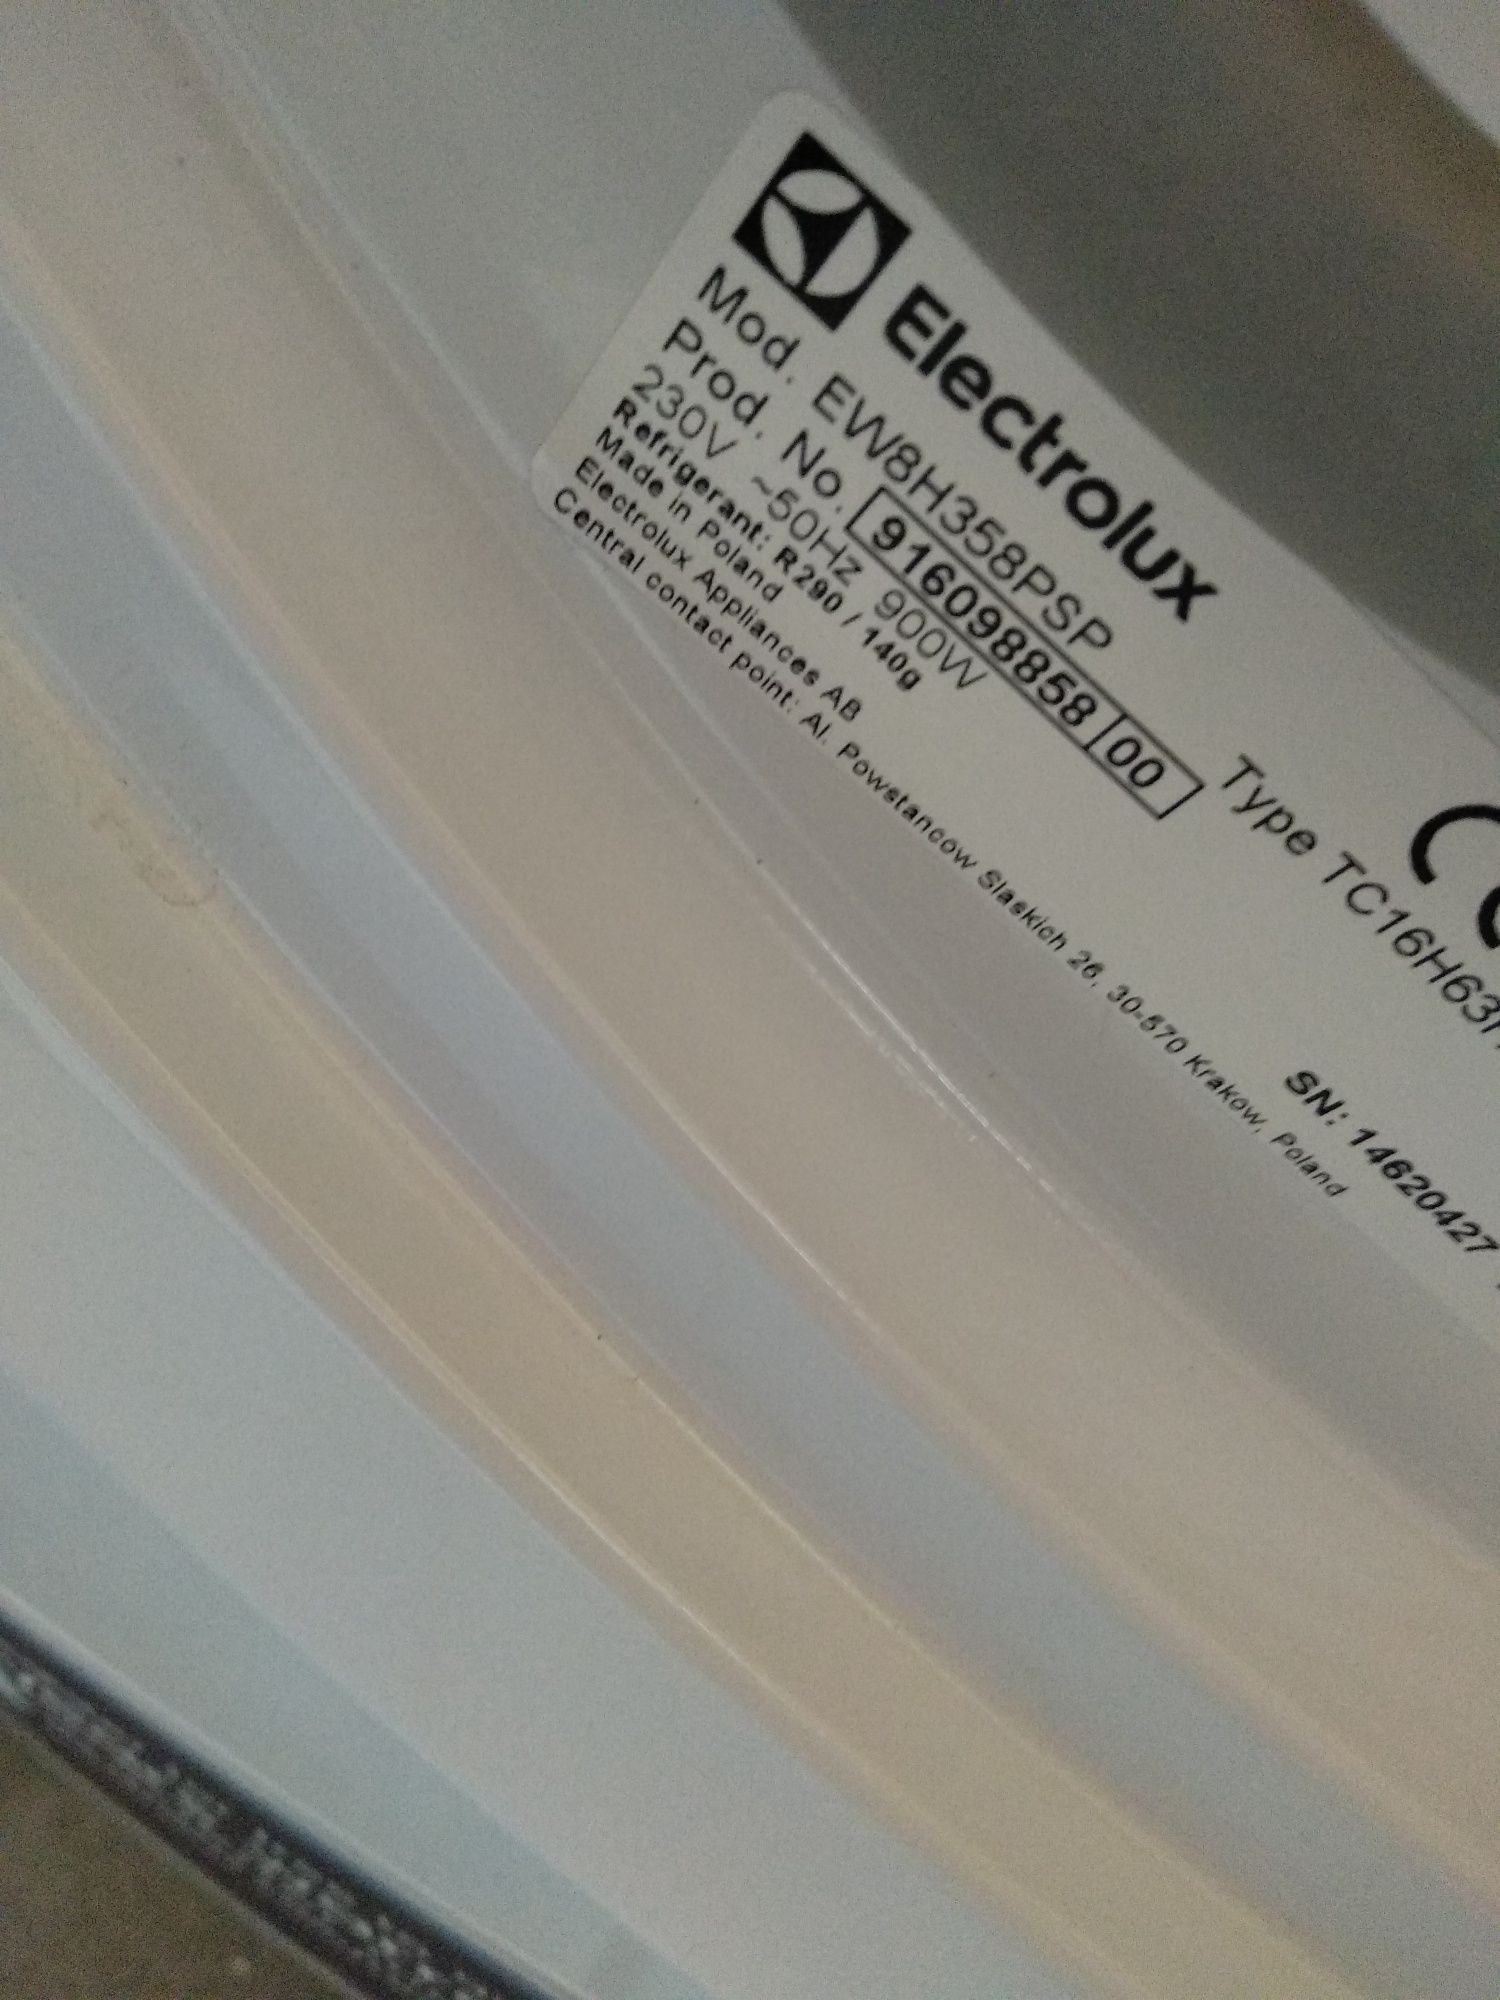 Electrolux
Mod. EW8H358PSP
Prod. No. 916098858 00
Type TC16H63
230V ~50Hz 900W
Refrigerant: R290 / 140g
Made in Poland
Electrolux Appliances AB
SN: 14620427
Central contact point: Al. Powstancow Slaskich 26, 30-570 Krakow, Poland